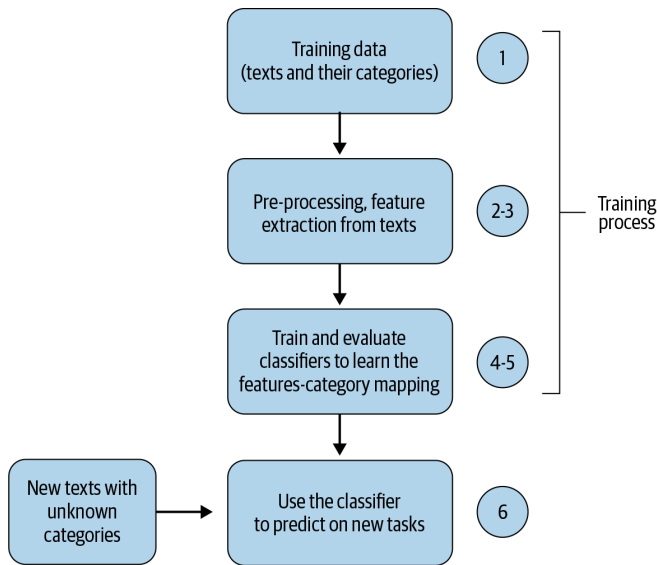 Training data
(texts and their categories)
1
Pre-processing, feature
extraction from texts
2-3
Training
process
Train and evaluate
classifiers to learn the
features-category mapping
4-5
New texts with
unknown
categories
Use the classifier
to predict on new tasks
6